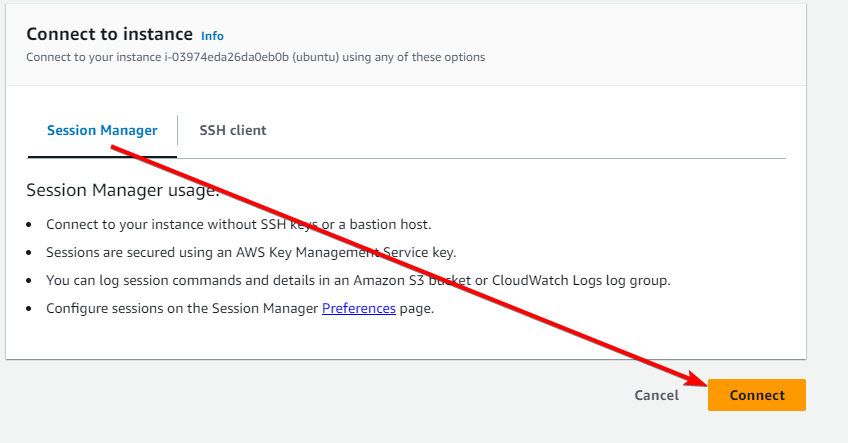 Connect to instance Info
Connect to your instance i-03974eda26da0eb0b (ubuntu) using any of these options
Session Manager SSH client
Session Manager usage:
Connect to your instance without SSH keys or a bastion host.
Sessions are secured using an AWS Key Management Service key.
You can log session commands and details in an Amazon S3 bucket or CloudWatch Logs log group.
Configure sessions on the Session Manager Preferences page.
Cancel Connect